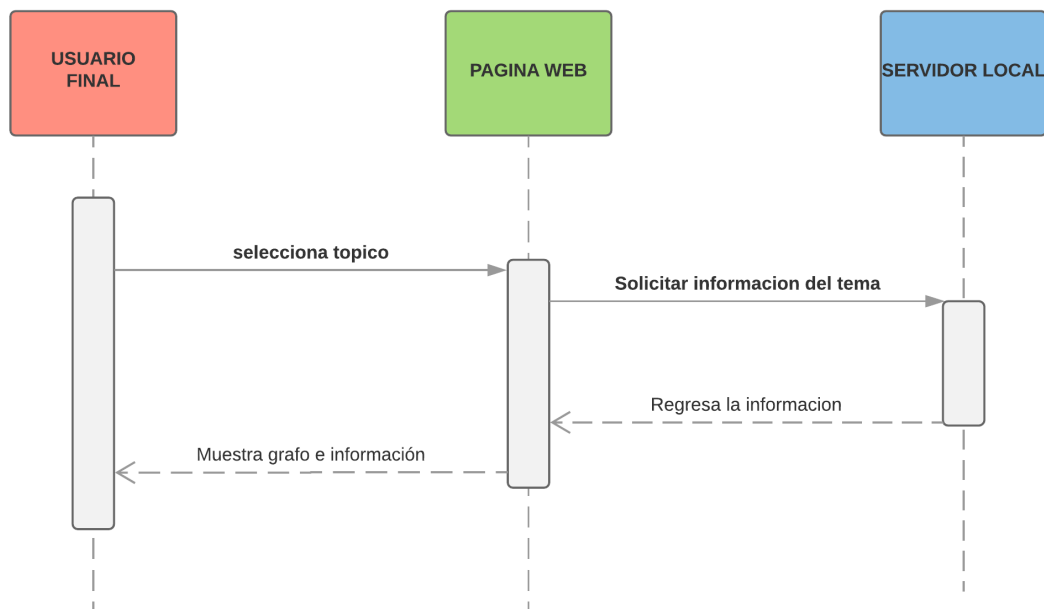 USUARIO
FINAL
PAGINA WEB
SERVIDOR LOCAL
selecciona topico
Solicitar informacion del tema
Regresa la informacion
Muestra grafo e información